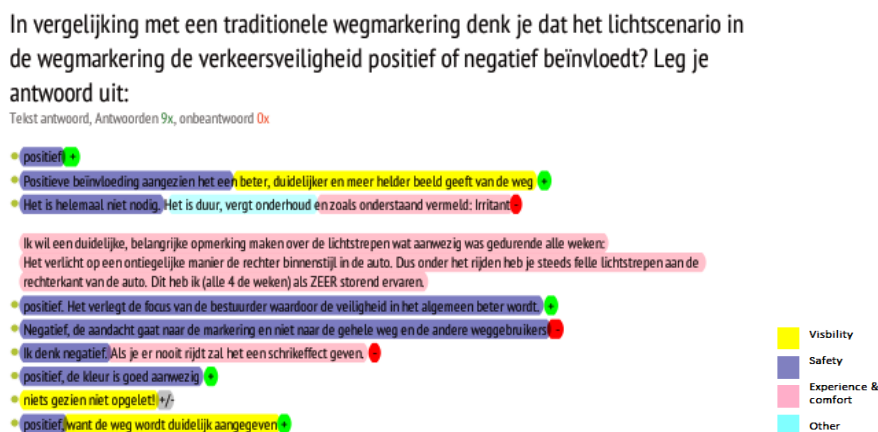 In vergelijking met een traditionele wegmarkering denk je dat het lichtscenario in
de wegmarkering de verkeersveiligheid positief of negatief beïnvloedt? Leg je
antwoord uit:
Tekst antwoord, Antwoorden 9x, onbeantwoord 0x
positief +
Positieve beïnvloeding aangezien het een beter, duidelijker en meer helder beeld geeft van de weg +
Het is helemaal niet nodig. Het is duur, vergt onderhoud en zoals onderstaand vermeld: Irritant -
Ik wil een duidelijke, belangrijke opmerking maken over de lichtstrepen wat aanwezig was gedurende alle weken:
Het verlicht op een ontiegelijke manier de rechter binnenstijl in de auto. Dus onder het rijden heb je steeds felle lichtstrepen aan de
rechterkant van de auto. Dit heb ik (alle 4 de weken) als ZEER storend ervaren.
positief. Het verlegt de focus van de bestuurder waardoor de veiligheid in het algemeen beter wordt. +
Negatief, de aandacht gaat naar de markering en niet naar de gehele weg en de andere weggebruikers! -
Ik denk negatief. Als je er nooit rijdt zal het een schrikeffect geven. -
positief, de kleur is goed aanwezig +
niets gezien niet opgelet! +/-
positief, want de weg wordt duidelijk aangegeven +
Visbility
Safety
Experience &
comfort
Other